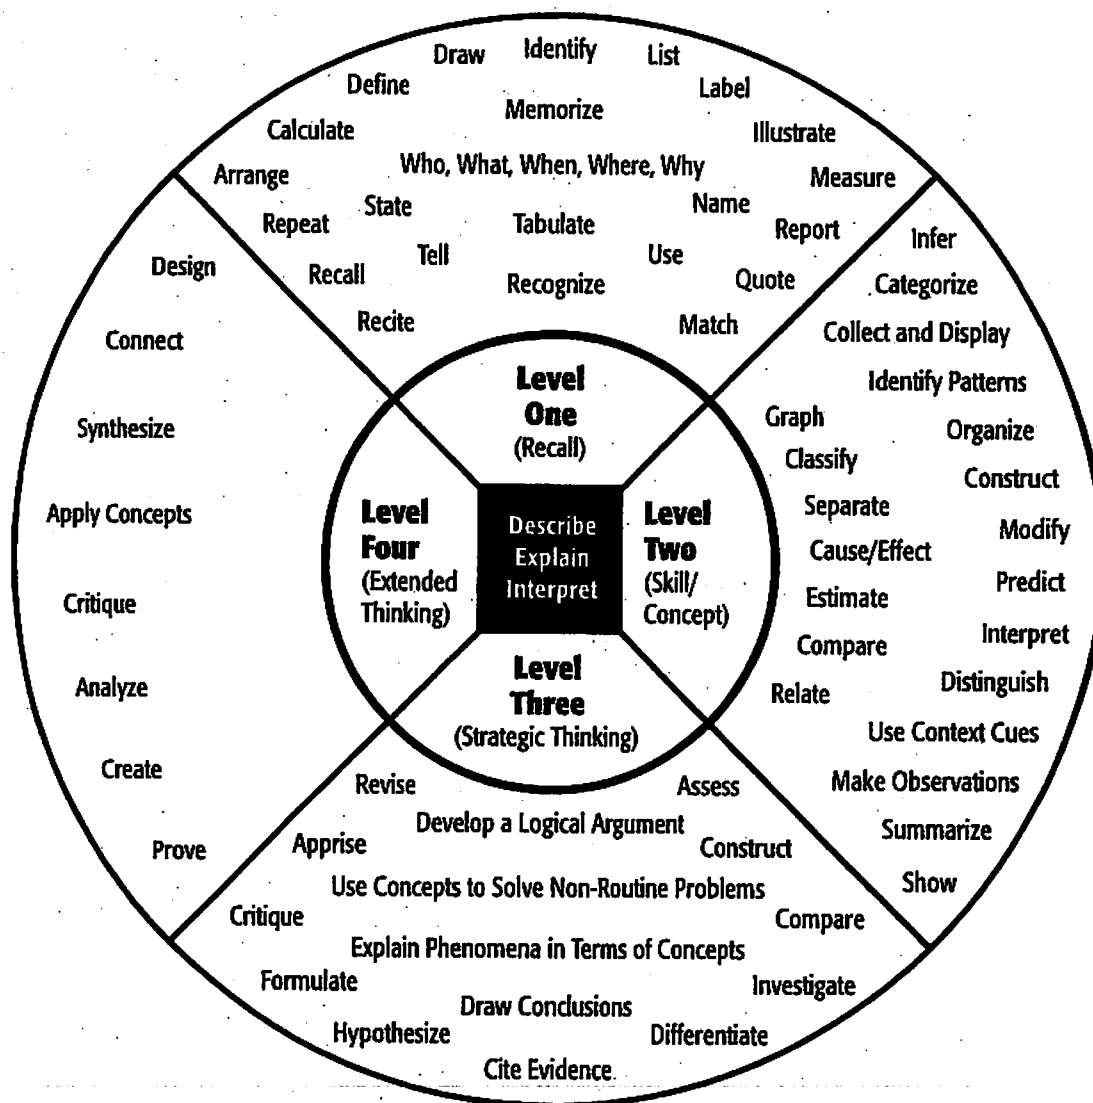 Draw
Identify
List
Define
Label
Memorize
Calculate
Illustrate
Who, What, When, Where, Why
Arrange
Measure
State
Name
Repeat
Tabulate
Report
Tell
Use
Recall
Recognize
Quote
Recite
Match
Infer
Categorize
Collect and Display
Identify Patterns
Graph
Organize
Classify
Construct
Separate
Modify
Cause/Effect
Predict
Estimate
Interpret
Compare
Distinguish
Relate
Use Context Cues
Make Observations
Summarize
Show
Design
Connect
Synthesize
Apply Concepts
Critique
Analyze
Create
Prove
Level
One
(Recall)
Level
Four
(Extended
Thinking)
Describe
Explain
Interpret
Level
Two
(Skill/
Concept)
Level
Three
(Strategic Thinking)
Revise
Assess
Develop a Logical Argument
Apprise
Construct
Use Concepts to Solve Non-Routine Problems
Critique
Compare
Explain Phenomena in Terms of Concepts
Formulate
Investigate
Draw Conclusions
Hypothesize
Differentiate
Cite Evidence